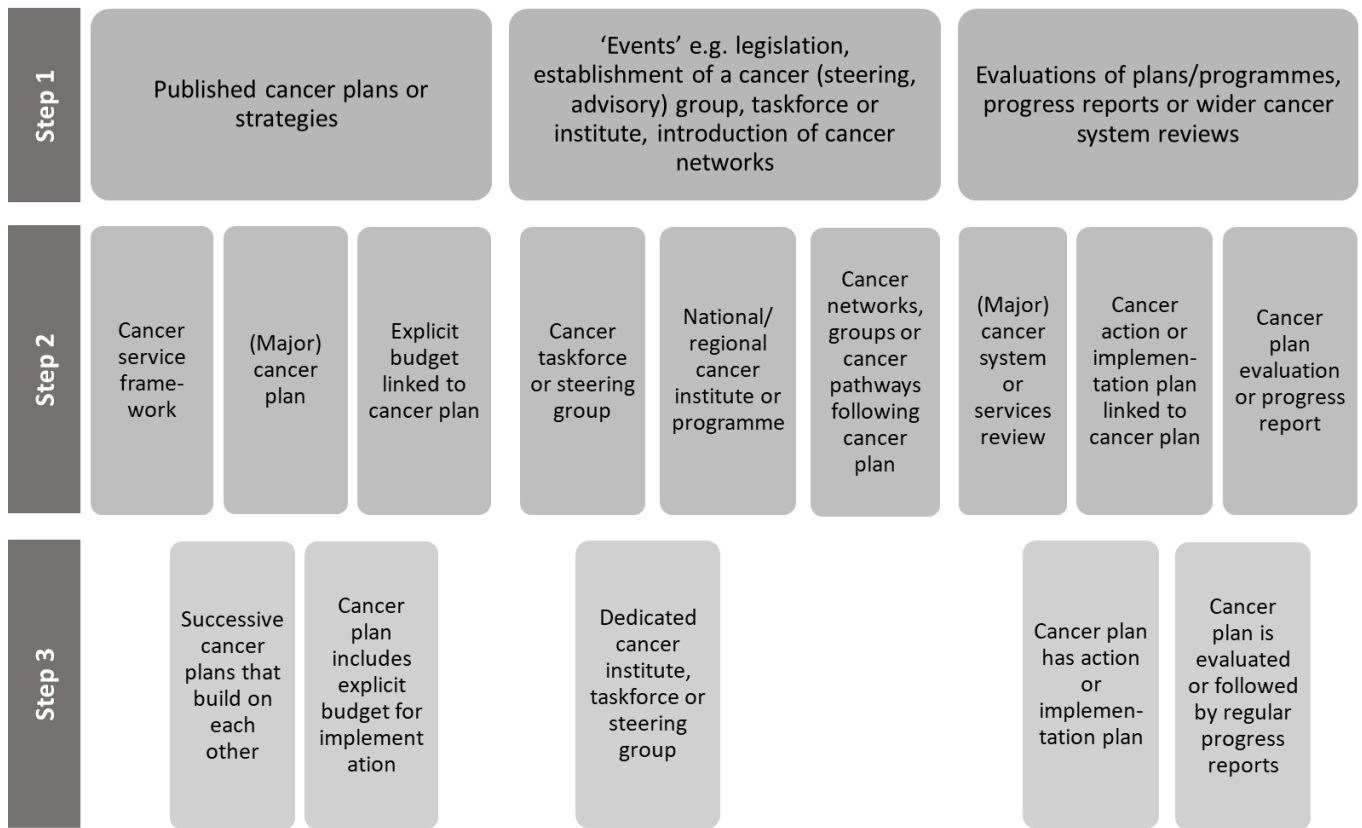 Step 1
Published cancer plans or
strategies
‘Events’ e.g. legislation,
establishment of a cancer (steering,
advisory) group, taskforce or
institute, introduction of cancer
networks
Evaluations of plans/programmes,
progress reports or wider cancer
system reviews
Step 2
Cancer
service
frame-
work
(Major)
cancer
plan
Explicit
budget
linked to
cancer plan
Cancer
taskforce
or steering
group
National/
regional
cancer
institute or
programme
Cancer
networks,
groups or
cancer
pathways
following
cancer
plan
(Major)
cancer
system
or
services
review
Cancer
action or
implemen-
tation plan
linked to
cancer plan
Cancer
plan
evaluation
or progress
report
Step 3
Successive
cancer
plans that
build on
each
other
Cancer
plan
includes
explicit
budget for
implement
ation
Dedicated
cancer
institute,
taskforce or
steering
group
Cancer plan
has action
or
implemen-
tation plan
Cancer
plan is
evaluated
or followed
by regular
progress
reports